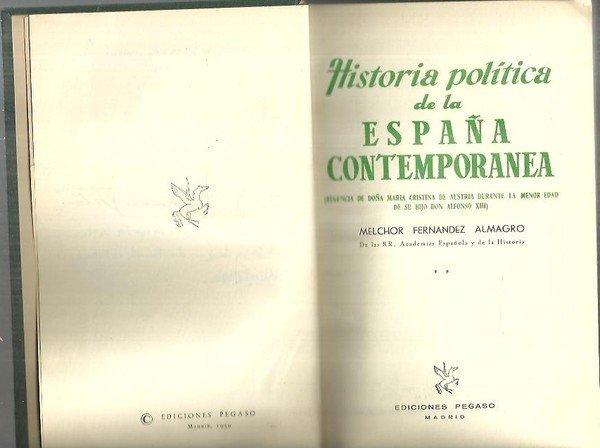 © EDICIONES PEGASO
Madrid, 1959
Historia política
de la
ESPAÑA
CONTEMPORANEA
(REGENCIA DE DOÑA MARIA CRISTINA DE AUSTRIA DURANTE LA MENOR EDAD
DE SU HIJO DON ALFONSO XIII)
MELCHOR FERNANDEZ ALMAGRO
De las RR. Academias Española y de la Historia
* *
EDICIONES PEGASO
MADRID